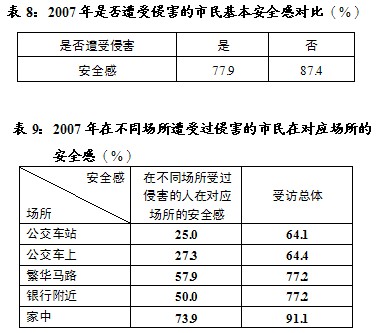 表 8：2007 年是否遭受侵害的市民基本安全感对比（%）
是否遭受侵害 是 否
安全感 77.9 87.4
表 9：2007 年在不同场所遭受过侵害的市民在对应场所的
安全感（%）
安全感
场所
在不同场所受过
侵害的人在对应
场所的安全感
受访总体
公交车站 25.0 64.1
公交车上 27.3 64.4
繁华马路 57.9 77.2
银行附近 50.0 77.2
家中 73.9 91.1